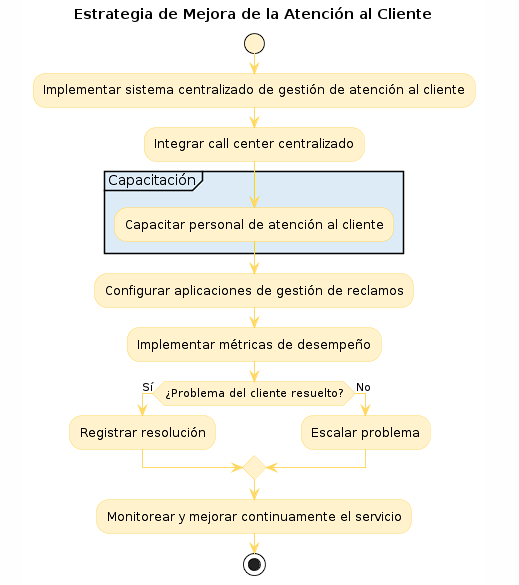 Estrategia de Mejora de la Atención al Cliente
Implementar sistema centralizado de gestión de atención al cliente
Integrar call center centralizado
Capacitación
Capacitar personal de atención al cliente
Configurar aplicaciones de gestión de reclamos
Implementar métricas de desempeño
¿Problema del cliente resuelto?
Sí
No
Registrar resolución
Escalar problema
Monitorear y mejorar continuamente el servicio